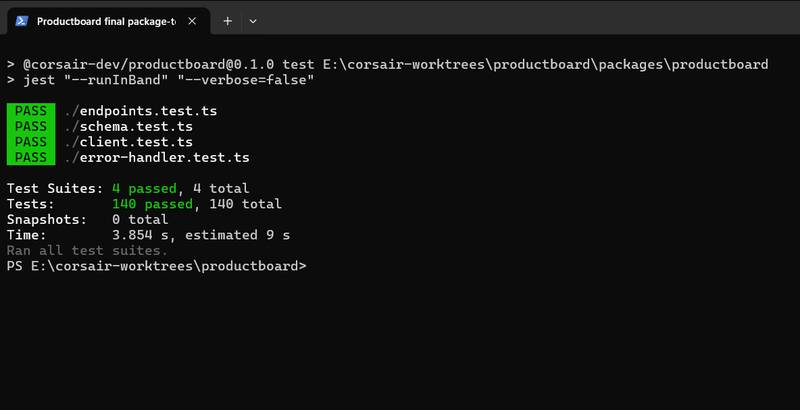 Productboard final package-t
> @corsair-dev/productboard@0.1.0 test E:\corsair-worktrees\productboard\packages\productboard
> jest "--runInBand" "--verbose=false"
PASS ./endpoints.test.ts
PASS ./schema.test.ts
PASS ./client.test.ts
PASS ./error-handler.test.ts
Test Suites: 4 passed, 4 total
Tests: 140 passed, 140 total
Snapshots: 0 total
Time: 3.854 s, estimated 9 s
Ran all test suites.
PS E:\corsair-worktrees\productboard>